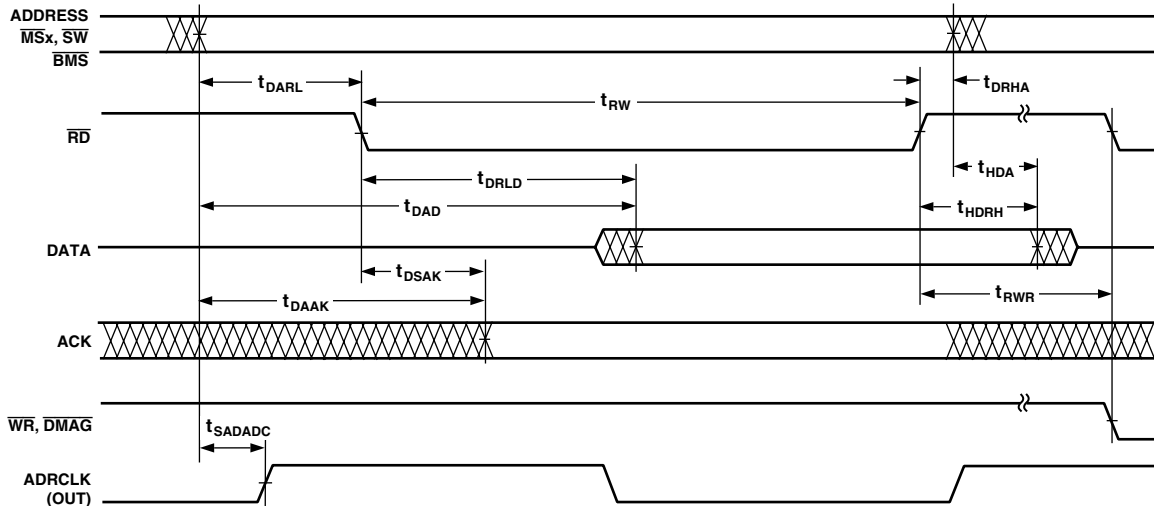 ADDRESS
MSx, SW
BMS
tDARL
tRW
tDRHA
RD
tHDA
tDRLD
tDAD
tHDRH
DATA
tDSAK
tDAAK
tRWR
ACK
WR, DMAG
tSADADC
ADRCLK
(OUT)